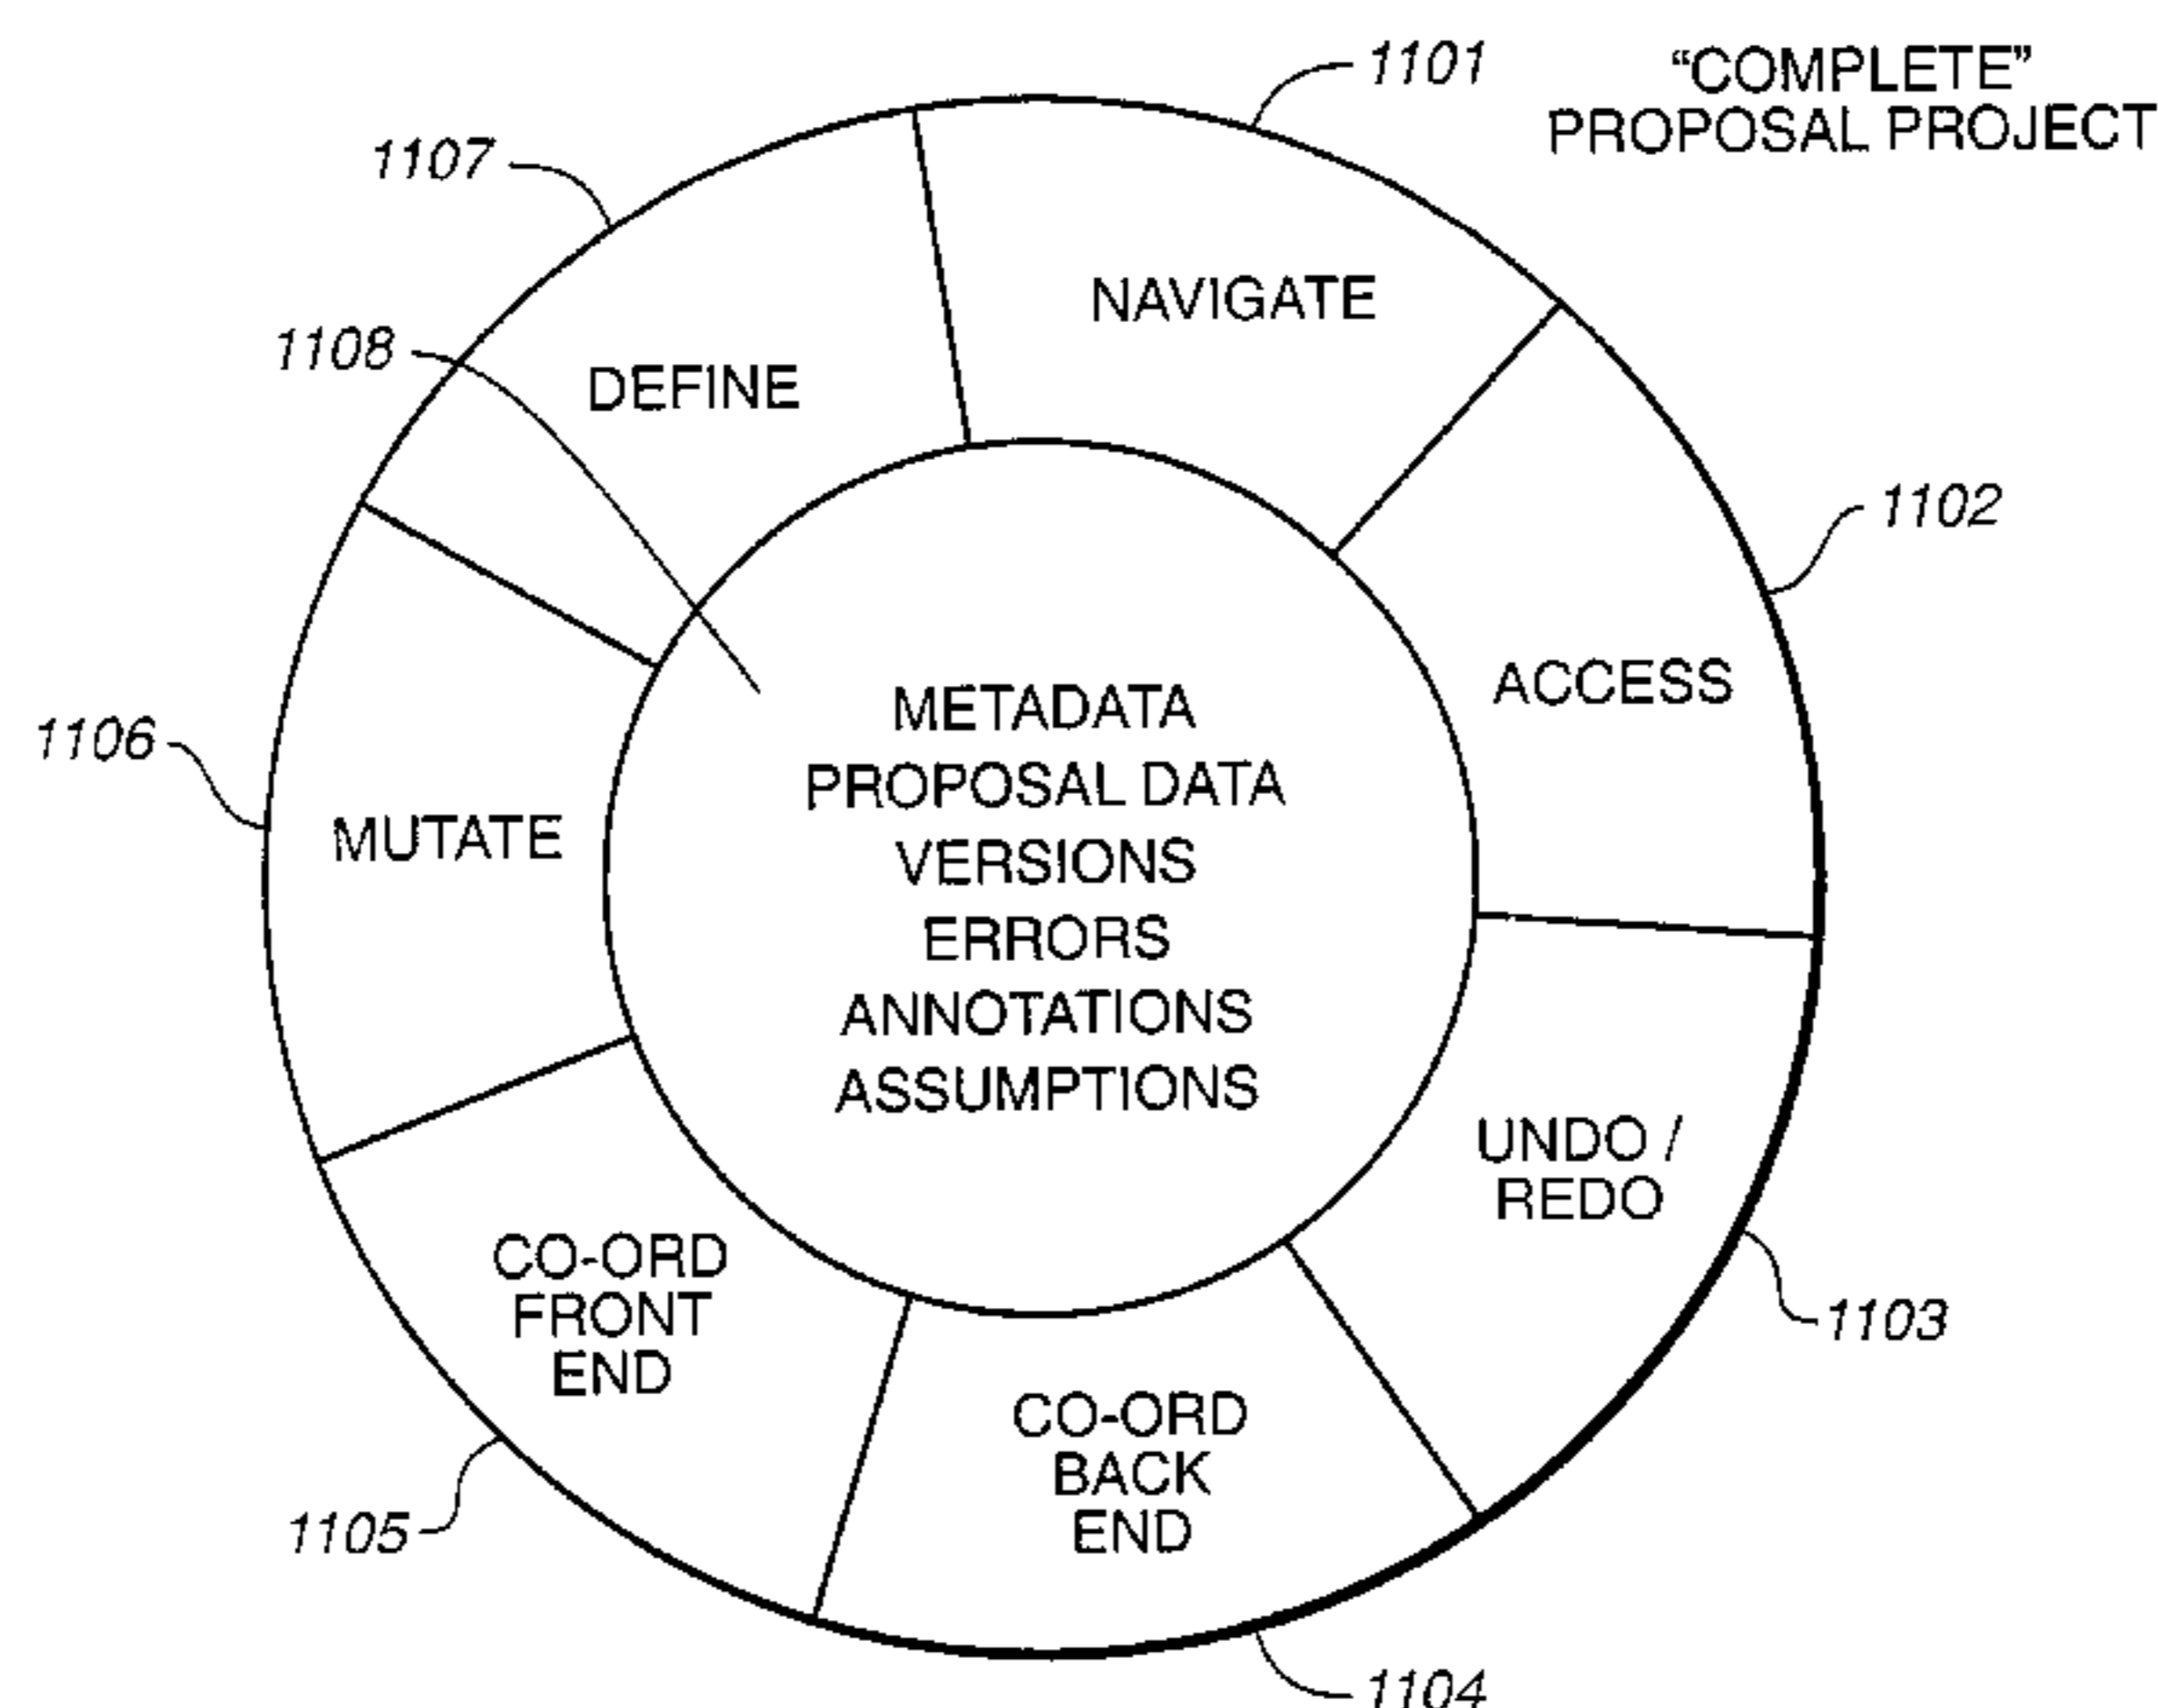 1101
“COMPLETE”
PROPOSAL PROJECT
1107
NAVIGATE
1108
DEFINE
1102
ACCESS
METADATA
PROPOSAL DATA
VERSIONS
ERRORS
ANNOTATIONS
ASSUMPTIONS
1106
MUTATE
UNDO /
REDO
1103
CO-ORD
FRONT
END
CO-ORD
BACK
END
1105
1104